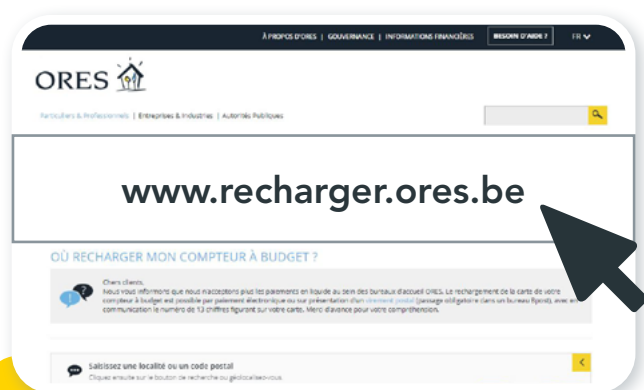 À PROPOS D'ORES | GOUVERNANCE | INFORMATIONS FINANCIÈRES BESOIN D'AIDE ? FR
ORES
Particuliers & Professionnels | Entreprises & Industries | Autorités Publiques
www.recharger.ores.be
OÙ RECHARGER MON COMPTEUR À BUDGET ?
Chers clients,
Nous vous informons que nous n'acceptons plus les paiements en liquide au sein des bureaux d'accueil ORES. Le rechargement de la carte de votre
compteur à budget est possible par paiement électronique ou sur présentation d'un virement postal (passage obligatoire dans un bureau Bpost), avec en
communication le numéro de 13 chiffres figurant sur votre carte. Merci d'avance pour votre compréhension.
Saisissez une localité ou un code postal
Cliquez ensuite sur le bouton de recherche ou géolocalisez-vous.